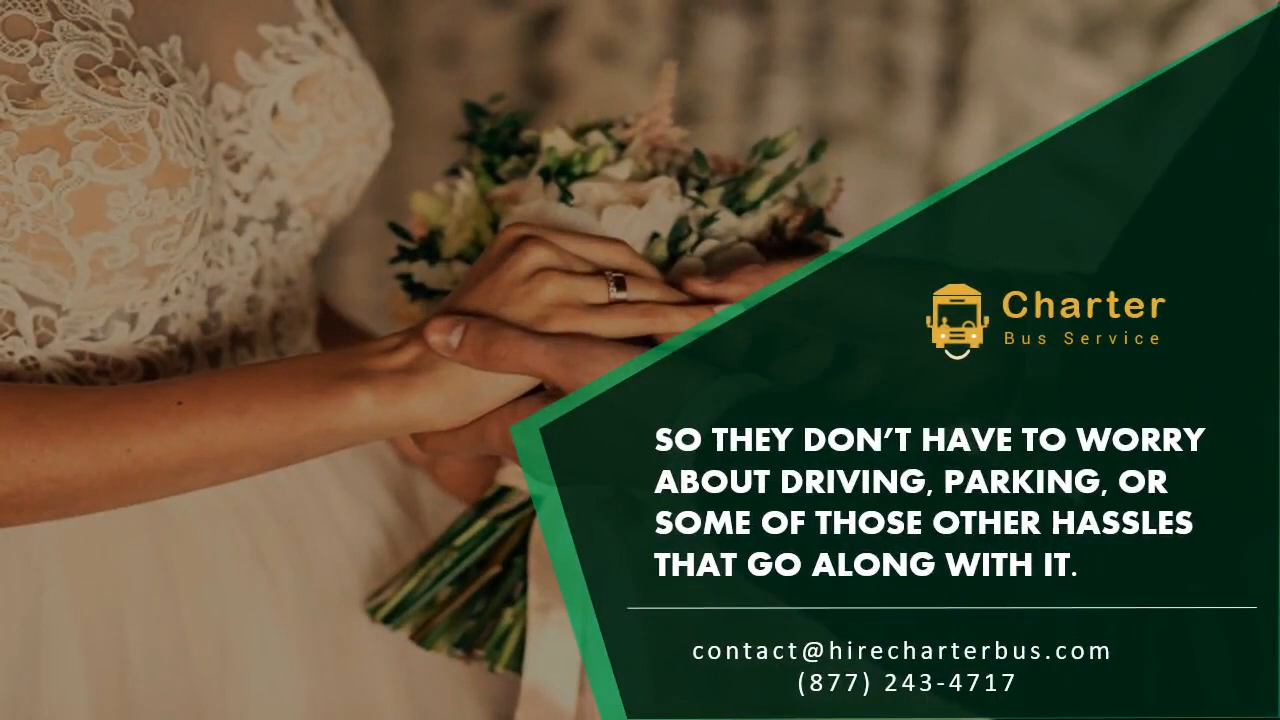 Charter
Bus Service
SO THEY DON’T HAVE TO WORRY
ABOUT DRIVING, PARKING, OR
SOME OF THOSE OTHER HASSLES
THAT GO ALONG WITH IT.
contact@hirecharterbus.com
(877) 243-4717